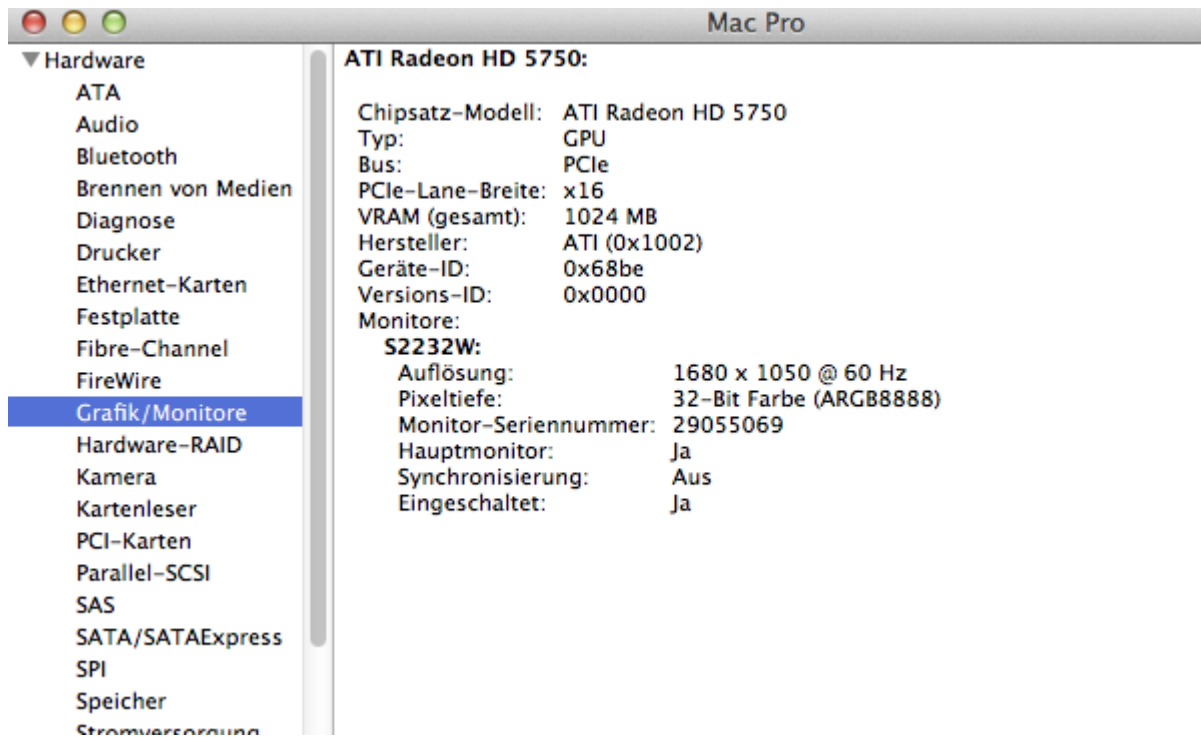 Mac Pro
Hardware
ATA
Audio
Bluetooth
Brennen von Medien
Diagnose
Drucker
Ethernet-Karten
Festplatte
Fibre-Channel
FireWire
Grafik/Monitore
Hardware-RAID
Kamera
Kartenleser
PCI-Karten
Parallel-SCSI
SAS
SATA/SATAExpress
SPI
Speicher
Stromversorgung
ATI Radeon HD 5750:
Chipsatz-Modell: ATI Radeon HD 5750
Typ: GPU
Bus: PCIe
PCIe-Lane-Breite: x16
VRAM (gesamt): 1024 MB
Hersteller: ATI (0x1002)
Geräte-ID: 0x68be
Versions-ID: 0x0000
Monitore:
S2232W:
Auflösung: 1680 x 1050 @ 60 Hz
Pixeltiefe: 32-Bit Farbe (ARGB8888)
Monitor-Seriennummer: 29055069
Hauptmonitor: Ja
Synchronisierung: Aus
Eingeschaltet: Ja